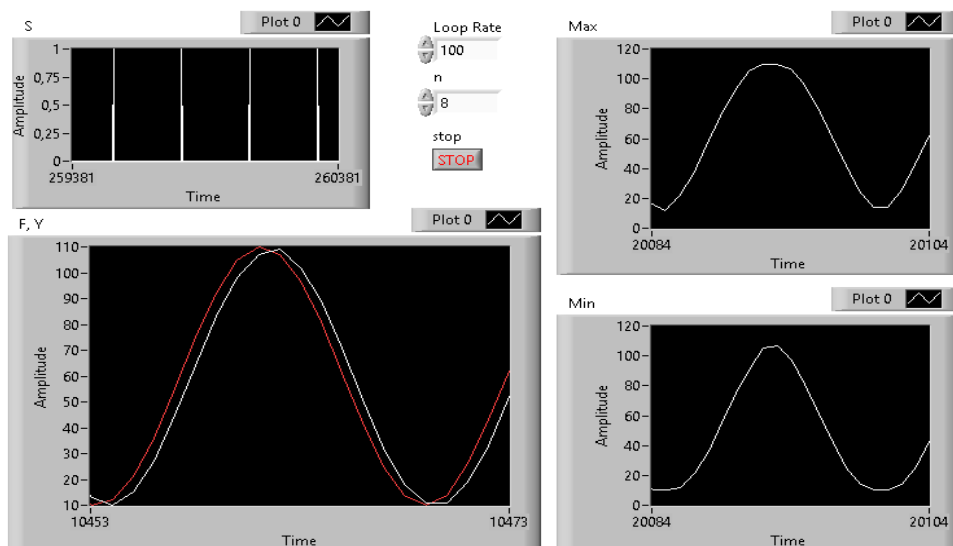 S
Plot 0
Amplitude
1
0,75
0,5
0,25
0
259381
260381
Time
Loop Rate
100
n
8
stop
STOP
Max
Plot 0
Amplitude
120
100
80
60
40
20
0
20084
20104
Time
F, Y
Plot 0
Amplitude
110
100
90
80
70
60
50
40
30
20
10
10453
10473
Time
Min
Plot 0
Amplitude
120
100
80
60
40
20
0
20084
20104
Time